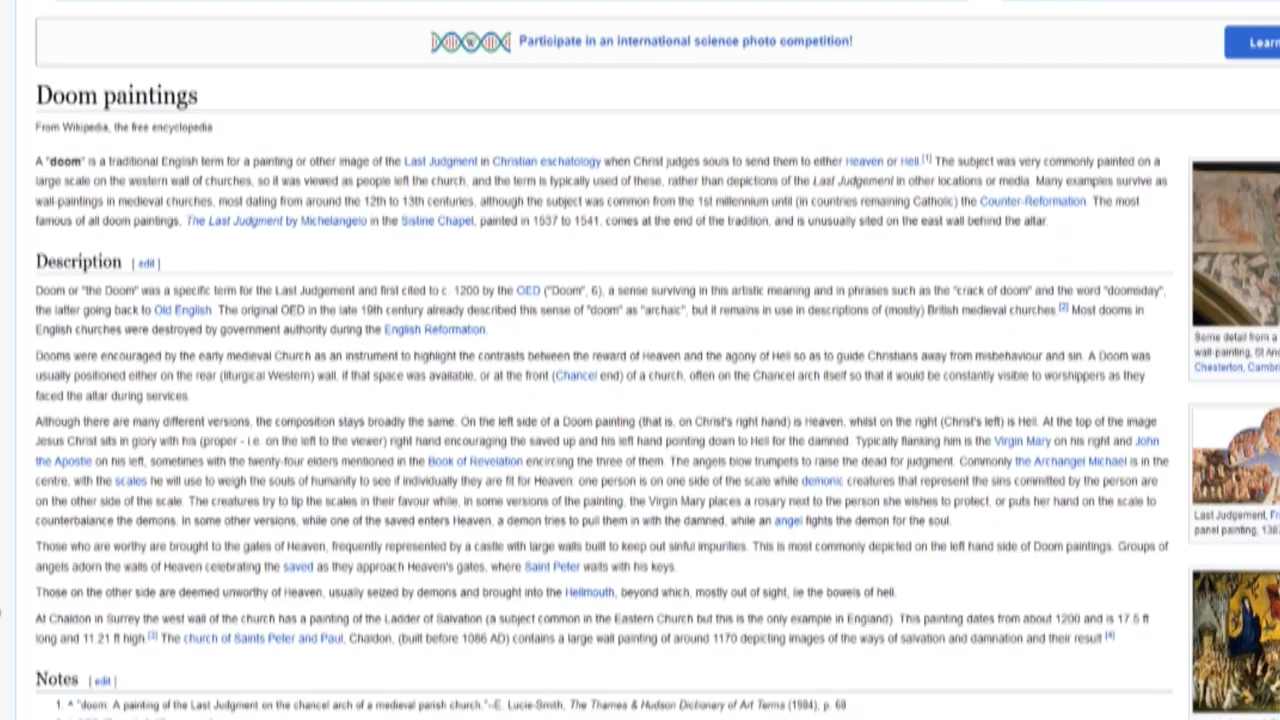 Participate in an international science photo competition!
Learn
Doom paintings
From Wikipedia, the free encyclopedia
A "doom" is a traditional English term for a painting or other image of the Last Judgment in Christian eschatology when Christ judges souls to send them to either Heaven or Hell.[1] The subject was very commonly painted on a
large scale on the western wall of churches, so it was viewed as people left the church, and the term is typically used of these, rather than depictions of the Last Judgement in other locations or media. Many examples survive as
wall-paintings in medieval churches, most dating from around the 12th to 13th centuries, although the subject was common from the 1st millennium until (in countries remaining Catholic) the Counter-Reformation. The most
famous of all doom paintings, The Last Judgment by Michelangelo in the Sistine Chapel, painted in 1537 to 1541, comes at the end of the tradition, and is unusually sited on the east wall behind the altar.
Description [ edit ]
Doom or "the Doom" was a specific term for the Last Judgement and first cited to c. 1200 by the OED ("Doom", 6), a sense surviving in this artistic meaning and in phrases such as the "crack of doom" and the word "doomsday",
the latter going back to Old English. The original OED in the late 19th century already described this sense of "doom" as "archaic", but it remains in use in descriptions of (mostly) British medieval churches.[2] Most dooms in
English churches were destroyed by government authority during the English Reformation.
Dooms were encouraged by the early medieval Church as an instrument to highlight the contrasts between the reward of Heaven and the agony of Hell so as to guide Christians away from misbehaviour and sin. A Doom was
usually positioned either on the rear (liturgical Western) wall, if that space was available, or at the front (Chancel end) of a church, often on the Chancel arch itself so that it would be constantly visible to worshippers as they
faced the altar during services.
Although there are many different versions, the composition stays broadly the same. On the left side of a Doom painting (that is, on Christ's right hand) is Heaven, whilst on the right (Christ's left) is Hell. At the top of the image
Jesus Christ sits in glory with his (proper - i.e. on the left to the viewer) right hand encouraging the saved up and his left hand pointing down to Hell for the damned. Typically flanking him is the Virgin Mary on his right and John
the Apostle on his left, sometimes with the twenty-four elders mentioned in the Book of Revelation encircling the three of them. The angels blow trumpets to raise the dead for judgment. Commonly the Archangel Michael is in the
centre, with the scales he will use to weigh the souls of humanity to see if individually they are fit for Heaven: one person is on one side of the scale while demonic creatures that represent the sins committed by the person are
on the other side of the scale. The creatures try to tip the scales in their favour while, in some versions of the painting, the Virgin Mary places a rosary next to the person she wishes to protect, or puts her hand on the scale to
counterbalance the demons. In some other versions, while one of the saved enters Heaven, a demon tries to pull them in with the damned, while an angel fights the demon for the soul.
Those who are worthy are brought to the gates of Heaven, frequently represented by a castle with large walls built to keep out sinful impurities. This is most commonly depicted on the left hand side of Doom paintings. Groups of
angels adorn the walls of Heaven celebrating the saved as they approach Heaven's gates, where Saint Peter waits with his keys.
Those on the other side are deemed unworthy of Heaven, usually seized by demons and brought into the Hellmouth, beyond which, mostly out of sight, lie the bowels of hell.
At Chaldon in Surrey the west wall of the church has a painting of the Ladder of Salvation (a subject common in the Eastern Church but this is the only example in England). This painting dates from about 1200 and is 17.5 ft
long and 11.21 ft high.[3] The church of Saints Peter and Paul, Chaldon, (built before 1086 AD) contains a large wall painting of around 1170 depicting images of the ways of salvation and damnation and their result.[4]
Notes [ edit ]
1. ^ "doom: A painting of the Last Judgment on the chancel arch of a medieval parish church."-E. Lucie-Smith, The Thames & Hudson Dictionary of Art Terms (1984), p. 68
Some detail from a
wall-painting, St And
Chesterton, Cambri
Last Judgement, Fr
panel painting,